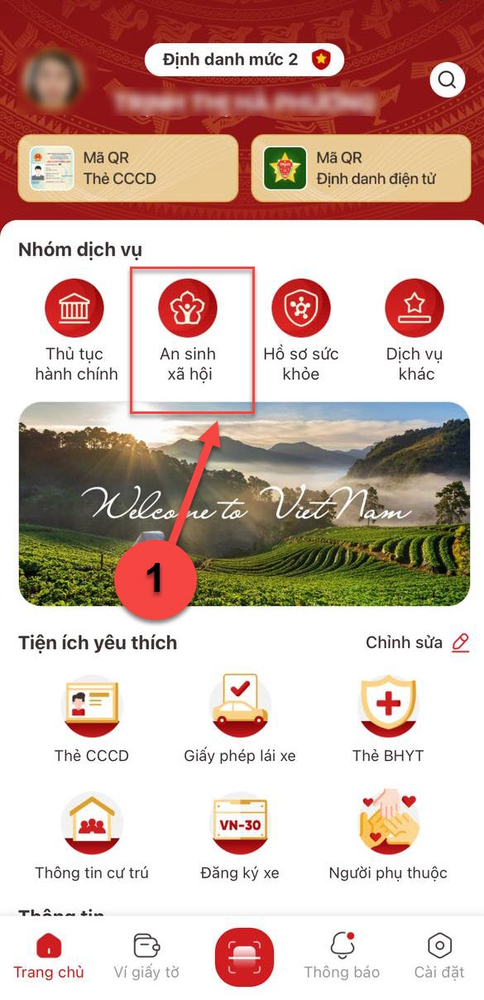 Định danh mức 2
Mã QR
Thẻ CCCD
Mã QR
Định danh điện tử
Nhóm dịch vụ
Thủ tục
hành chính
An sinh
xã hội
Hồ sơ sức
khỏe
Dịch vụ
khác
Welcome to Viet Nam
1
Tiện ích yêu thích
Chỉnh sửa
Thẻ CCCD
Giấy phép lái xe
Thẻ BHYT
VN-30
Thông tin cư trú
Đăng ký xe
Người phụ thuộc
Thông tin
Trang chủ
Ví giấy tờ
Thông báo
Cài đặt